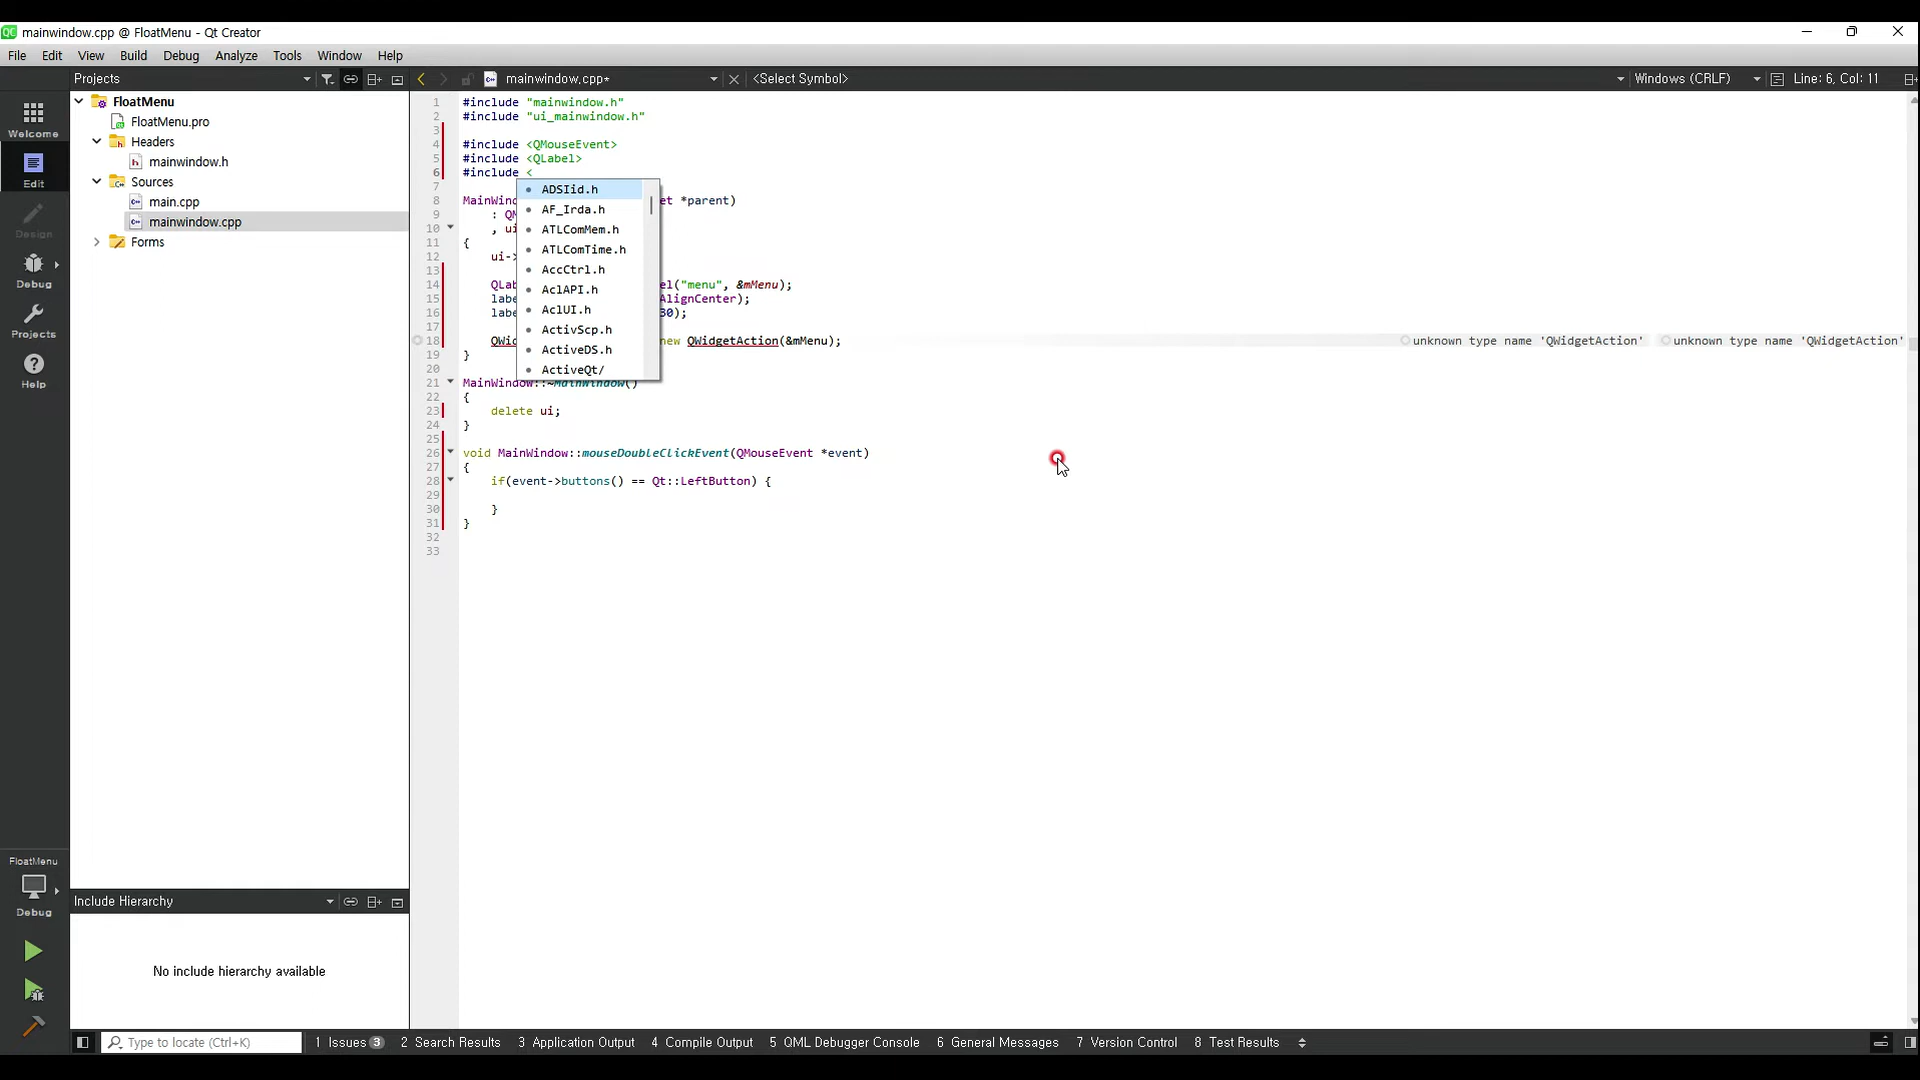 mainwindow.cpp @ FloatMenu - Qt Creator
File Edit View Build Debug Analyze Tools Window Help
Projects
mainwindow.cpp*
<Select Symbol>
Windows (CRLF)
Line: 6, Col: 11
Welcome
Edit
Design
Debug
Projects
Help
FloatMenu
FloatMenu.pro
Headers
mainwindow.h
Sources
main.cpp
mainwindow.cpp
Forms
1 #include "mainwindow.h"
2 #include "ui_mainwindow.h"
3
4 #include <QMouseEvent>
5 #include <QLabel>
6 #include <
7
8 MainWind et *parent)
9 : QM
10 , ui
11 {
12 ui->
13
14 QLab el("menu", &mMenu);
15 labe AlignCenter);
16 labe 30);
17
18 QWid new QWidgetAction(&mMenu);
unknown type name 'QWidgetAction' unknown type name 'QWidgetAction'
19 }
20
21 MainWindow::~MainWindow()
22 {
23 delete ui;
24 }
25
26 void MainWindow::mouseDoubleClickEvent(QMouseEvent *event)
27 {
28 if(event->buttons() == Qt::LeftButton) {
29
30 }
31 }
32
33
ADSIid.h
AF_Irda.h
ATLComMem.h
ATLComTime.h
AccCtrl.h
AclAPI.h
AclUI.h
ActivScp.h
ActiveDS.h
ActiveQt/
FloatMenu
Debug
Include Hierarchy
No include hierarchy available
Type to locate (Ctrl+K)
1 Issues 3
2 Search Results
3 Application Output
4 Compile Output
5 QML Debugger Console
6 General Messages
7 Version Control
8 Test Results